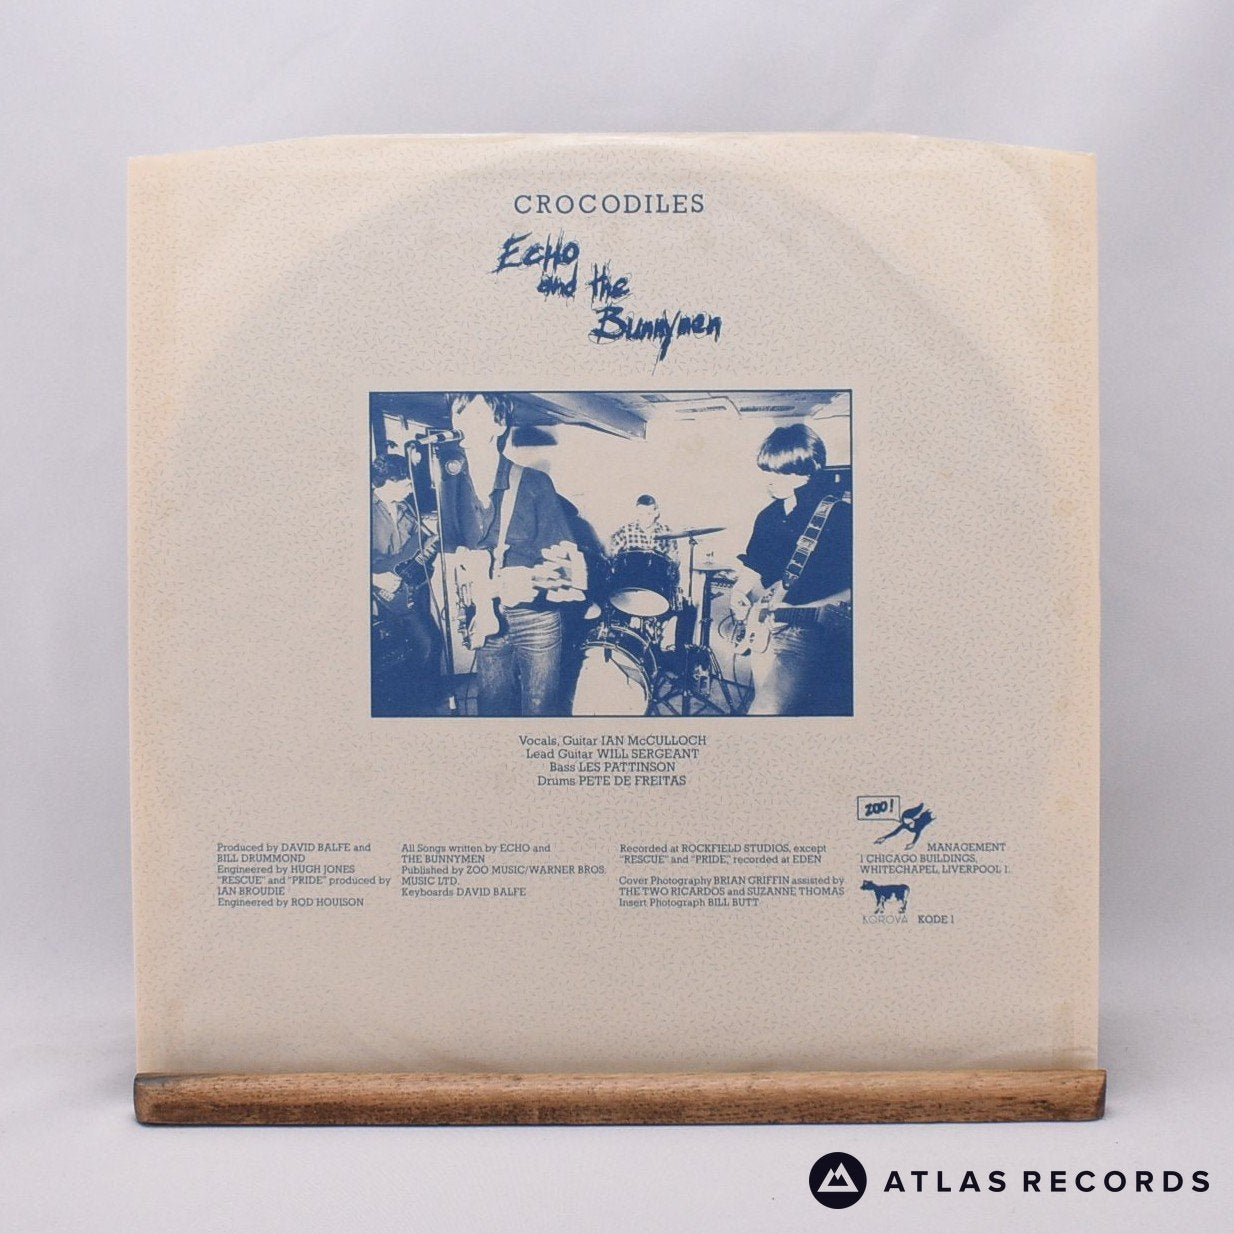 CROCODILES
Echo
and the
Bunnymen
Vocals, Guitar IAN McCULLOCH
Lead Guitar WILL SERGEANT
Bass LES PATTINSON
Drums PETE DE FREITAS
Produced by DAVID BALFE and
BILL DRUMMOND
Engineered by HUGH JONES
"RESCUE" and "PRIDE" produced by
IAN BROUDIE
Engineered by ROD HOUISON
All Songs written by ECHO and
THE BUNNYMEN
Published by ZOO MUSIC/WARNER BROS.
MUSIC LTD.
Keyboards DAVID BALFE
Recorded at ROCKFIELD STUDIOS, except
"RESCUE" and "PRIDE," recorded at EDEN
Cover Photography BRIAN GRIFFIN assisted by
THE TWO RICARDOS and SUZANNE THOMAS
Insert Photograph BILL BUTT
ZOO!
MANAGEMENT
1 CHICAGO BUILDINGS,
WHITECHAPEL, LIVERPOOL 1.
KOROVA KODE 1
ATLAS RECORDS